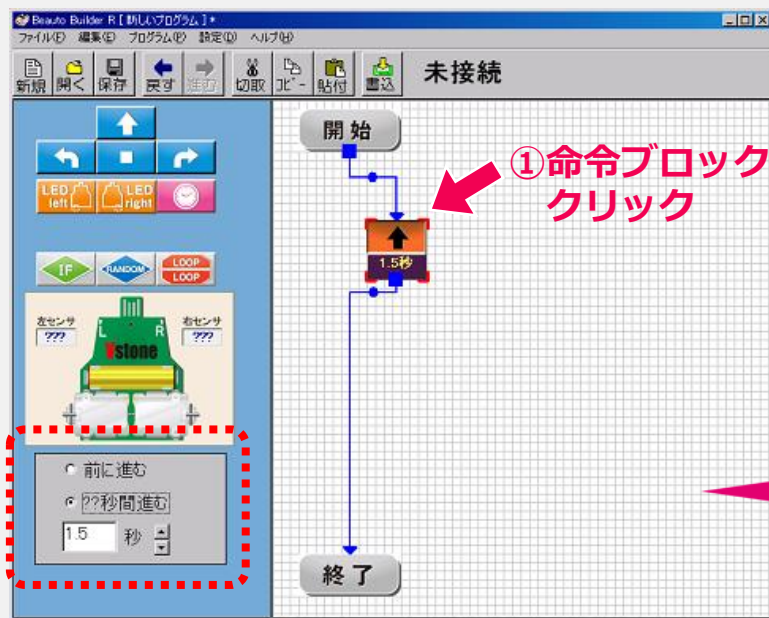 Beauto Builder R [ 新しいプログラム ] *
ファイル(F) 編集(E) プログラム(P) 設定(D) ヘルプ(H)
新規 開く 保存 戻す 進む 切取 コピー 貼付 書込 未接続
開始
①命令ブロック
クリック
LED left LED right
1.5秒
IF RANDOM LOOP LOOP
左センサ 右センサ
??? L R ???
Vstone
前に進む
??秒間進む
1.5 秒
終了